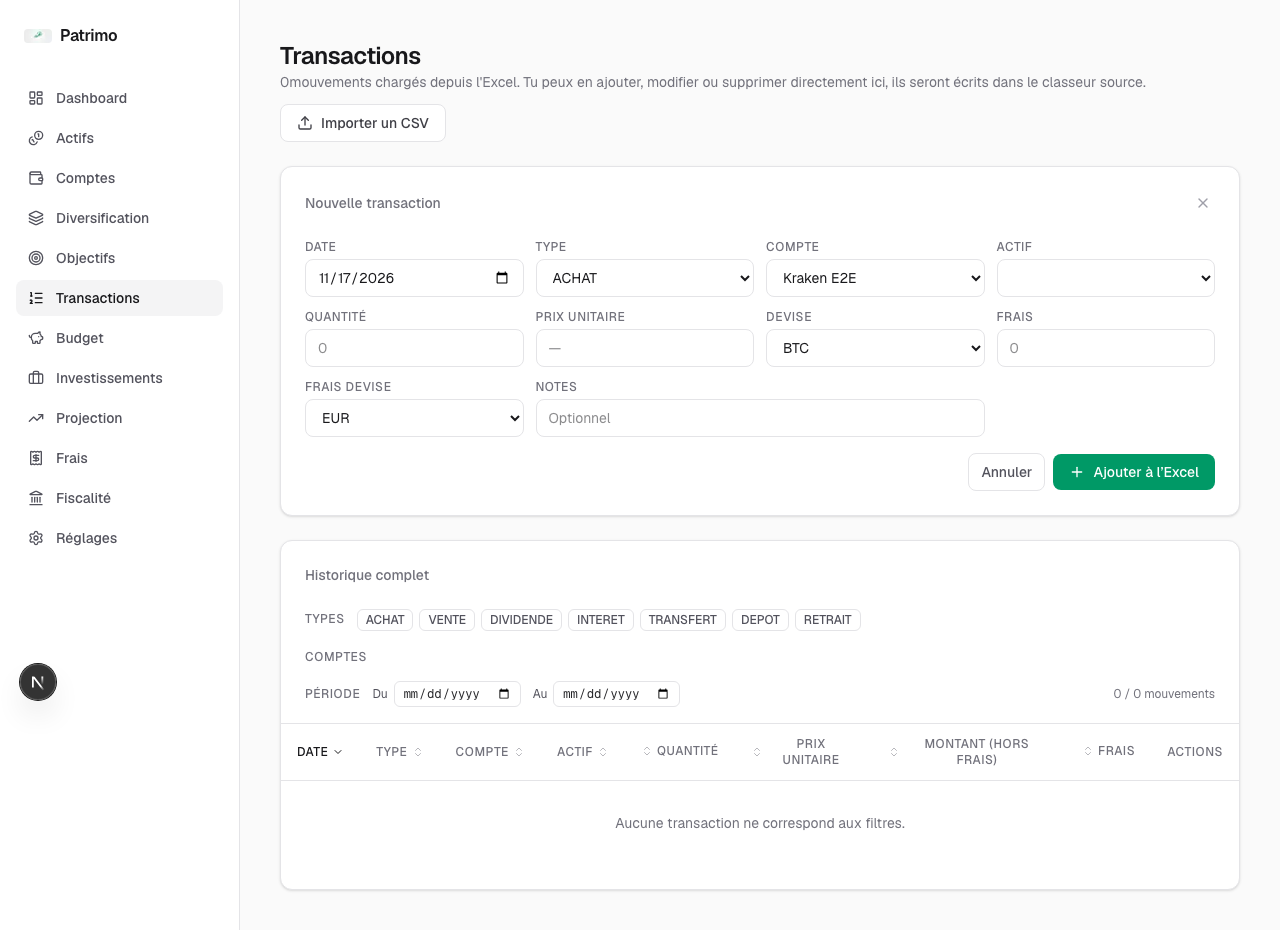 Patrimo
Dashboard
Actifs
Comptes
Diversification
Objectifs
Transactions
Budget
Investissements
Projection
Frais
Fiscalité
Réglages
N
Transactions
0mouvements chargés depuis l'Excel. Tu peux en ajouter, modifier ou supprimer directement ici, ils seront écrits dans le classeur source.
Importer un CSV
Nouvelle transaction
DATE TYPE COMPTE ACTIF
11/17/2026 ACHAT Kraken E2E
QUANTITÉ PRIX UNITAIRE DEVISE FRAIS
0 — BTC 0
FRAIS DEVISE NOTES
EUR Optionnel
Annuler Ajouter à l'Excel
Historique complet
TYPES ACHAT VENTE DIVIDENDE INTERET TRANSFERT DEPOT RETRAIT
COMPTES
PÉRIODE Du mm/dd/yyyy Au mm/dd/yyyy 0 / 0 mouvements
DATE TYPE COMPTE ACTIF QUANTITÉ PRIX UNITAIRE MONTANT (HORS FRAIS) FRAIS ACTIONS
Aucune transaction ne correspond aux filtres.